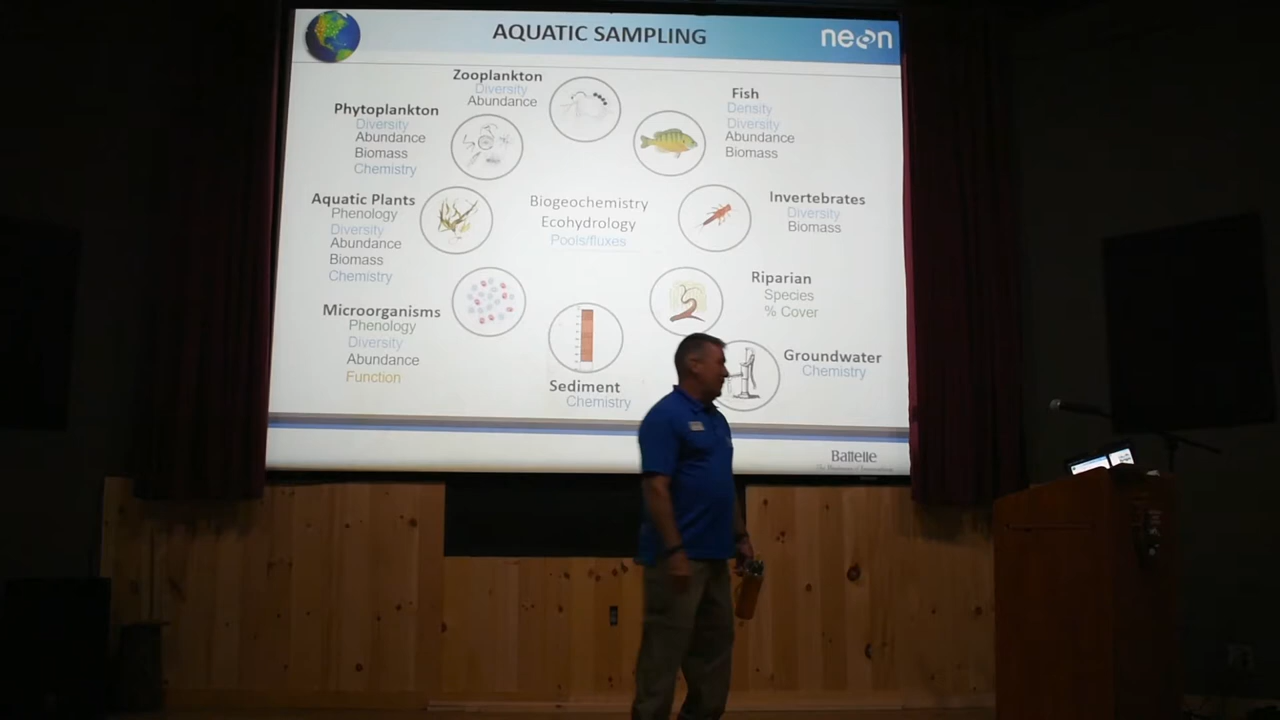 AQUATIC SAMPLING
neon
Zooplankton
Diversity
Abundance
Fish
Density
Diversity
Abundance
Biomass
Phytoplankton
Diversity
Abundance
Biomass
Chemistry
Aquatic Plants
Phenology
Diversity
Abundance
Biomass
Chemistry
Biogeochemistry
Ecohydrology
Pools/fluxes
Invertebrates
Diversity
Biomass
Riparian
Species
% Cover
Microorganisms
Phenology
Diversity
Abundance
Function
Sediment
Chemistry
Groundwater
Chemistry
Battelle